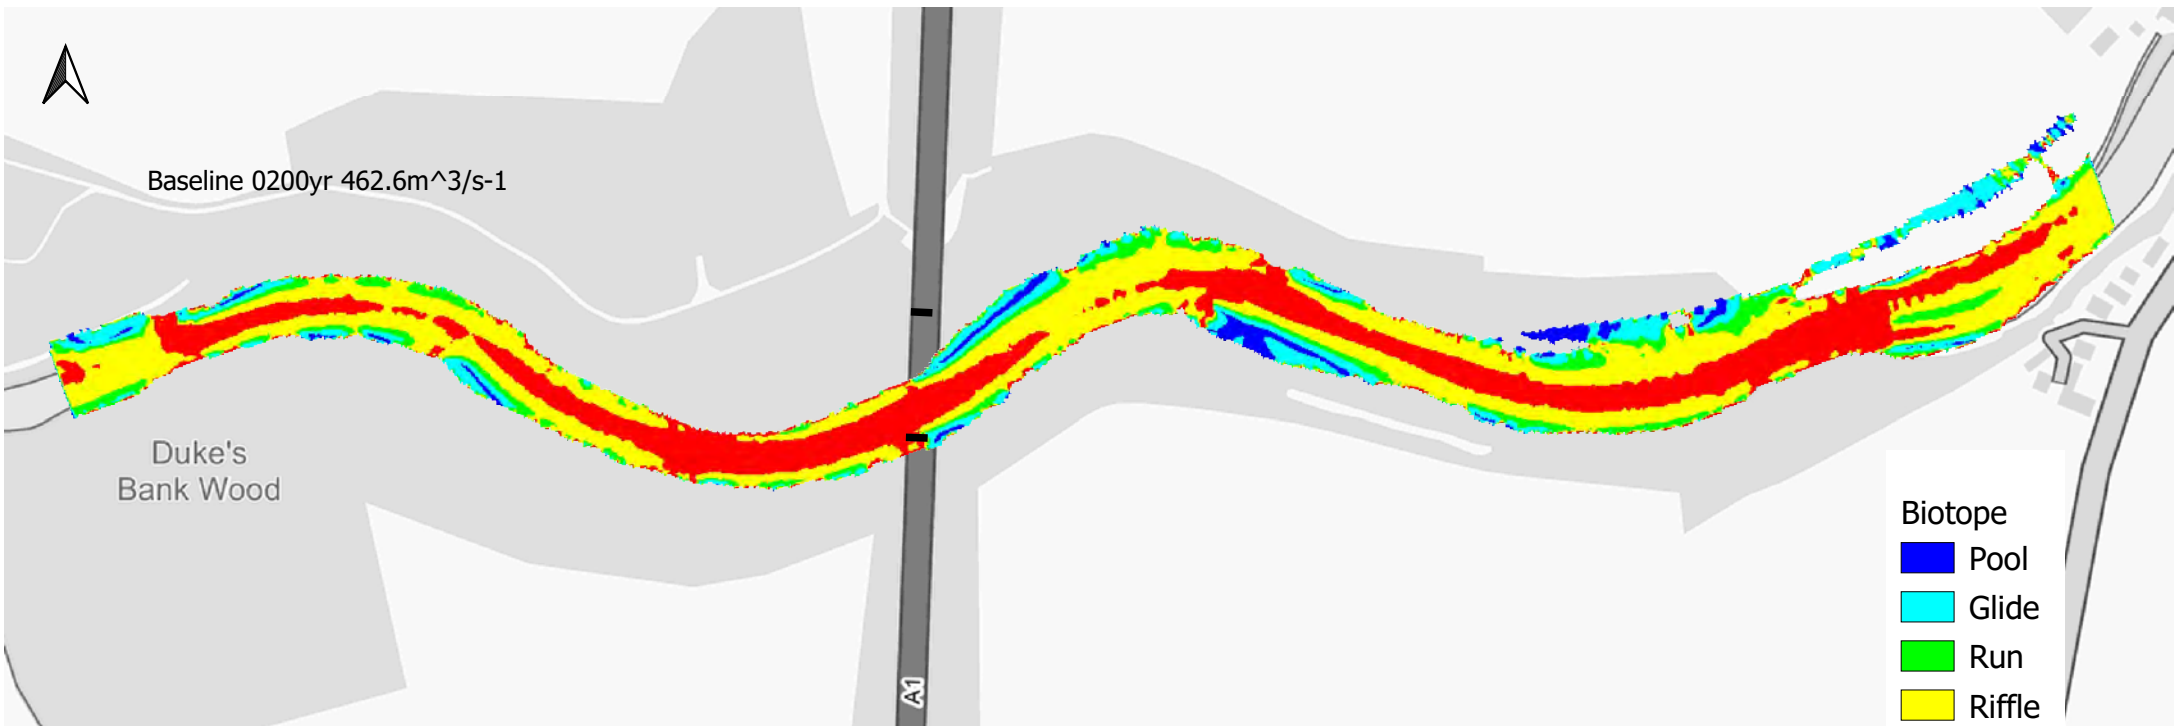 Baseline 0200yr 462.6m^3/s-1
Duke's
Bank Wood
A1
Biotope
Pool
Glide
Run
Riffle